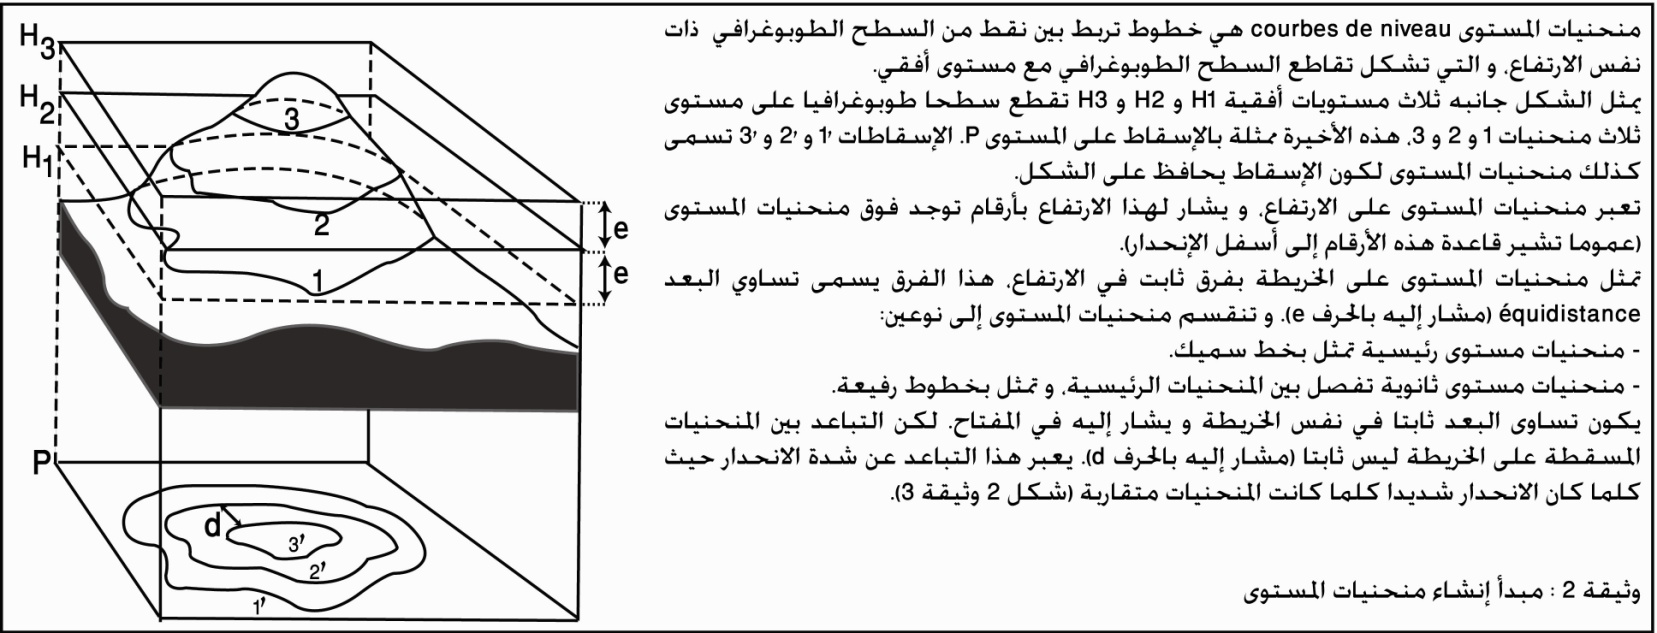 منحنيات المستوى courbes de niveau هي خطوط تربط بين نقط من السطح الطوبوغرافي ذات
نفس الارتفاع، و التي تشكل تقاطع السطح الطوبوغرافي مع مستوى أفقي.
يمثل الشكل جانبه ثلاث مستويات أفقية H1 و H2 و H3 تقطع سطحا طوبوغرافيا على مستوى
ثلاث منحنيات 1 و 2 و 3، هذه الأخيرة ممثلة بالإسقاط على المستوى P. الإسقاطات '1 و '2 و '3 تسمى
كذلك منحنيات المستوى لكون الإسقاط يحافظ على الشكل.
تعبر منحنيات المستوى على الارتفاع، و يشار لهذا الارتفاع بأرقام توجد فوق منحنيات المستوى
(عموما تشير قاعدة هذه الأرقام إلى أسفل الإنحدار).
تمثل منحنيات المستوى على الخريطة بفرق ثابت في الارتفاع، هذا الفرق يسمى تساوي البعد
équidistance (مشار إليه بالحرف e). و تنقسم منحنيات المستوى إلى نوعين:
- منحنيات مستوى رئيسية تمثل بخط سميك.
- منحنيات مستوى ثانوية تفصل بين المنحنيات الرئيسية، و تمثل بخطوط رفيعة.
يكون تساوى البعد ثابتا في نفس الخريطة و يشار إليه في المفتاح. لكن التباعد بين المنحنيات
المسقطة على الخريطة ليس ثابتا (مشار إليه بالحرف d). يعبر هذا التباعد عن شدة الانحدار حيث
كلما كان الانحدار شديدا كلما كانت المنحنيات متقاربة (شكل 2 وثيقة 3).
وثيقة 2 : مبدأ إنشاء منحنيات المستوى
H3
H2
H1
3
2
1
e
e
P
d
3'
2'
1'